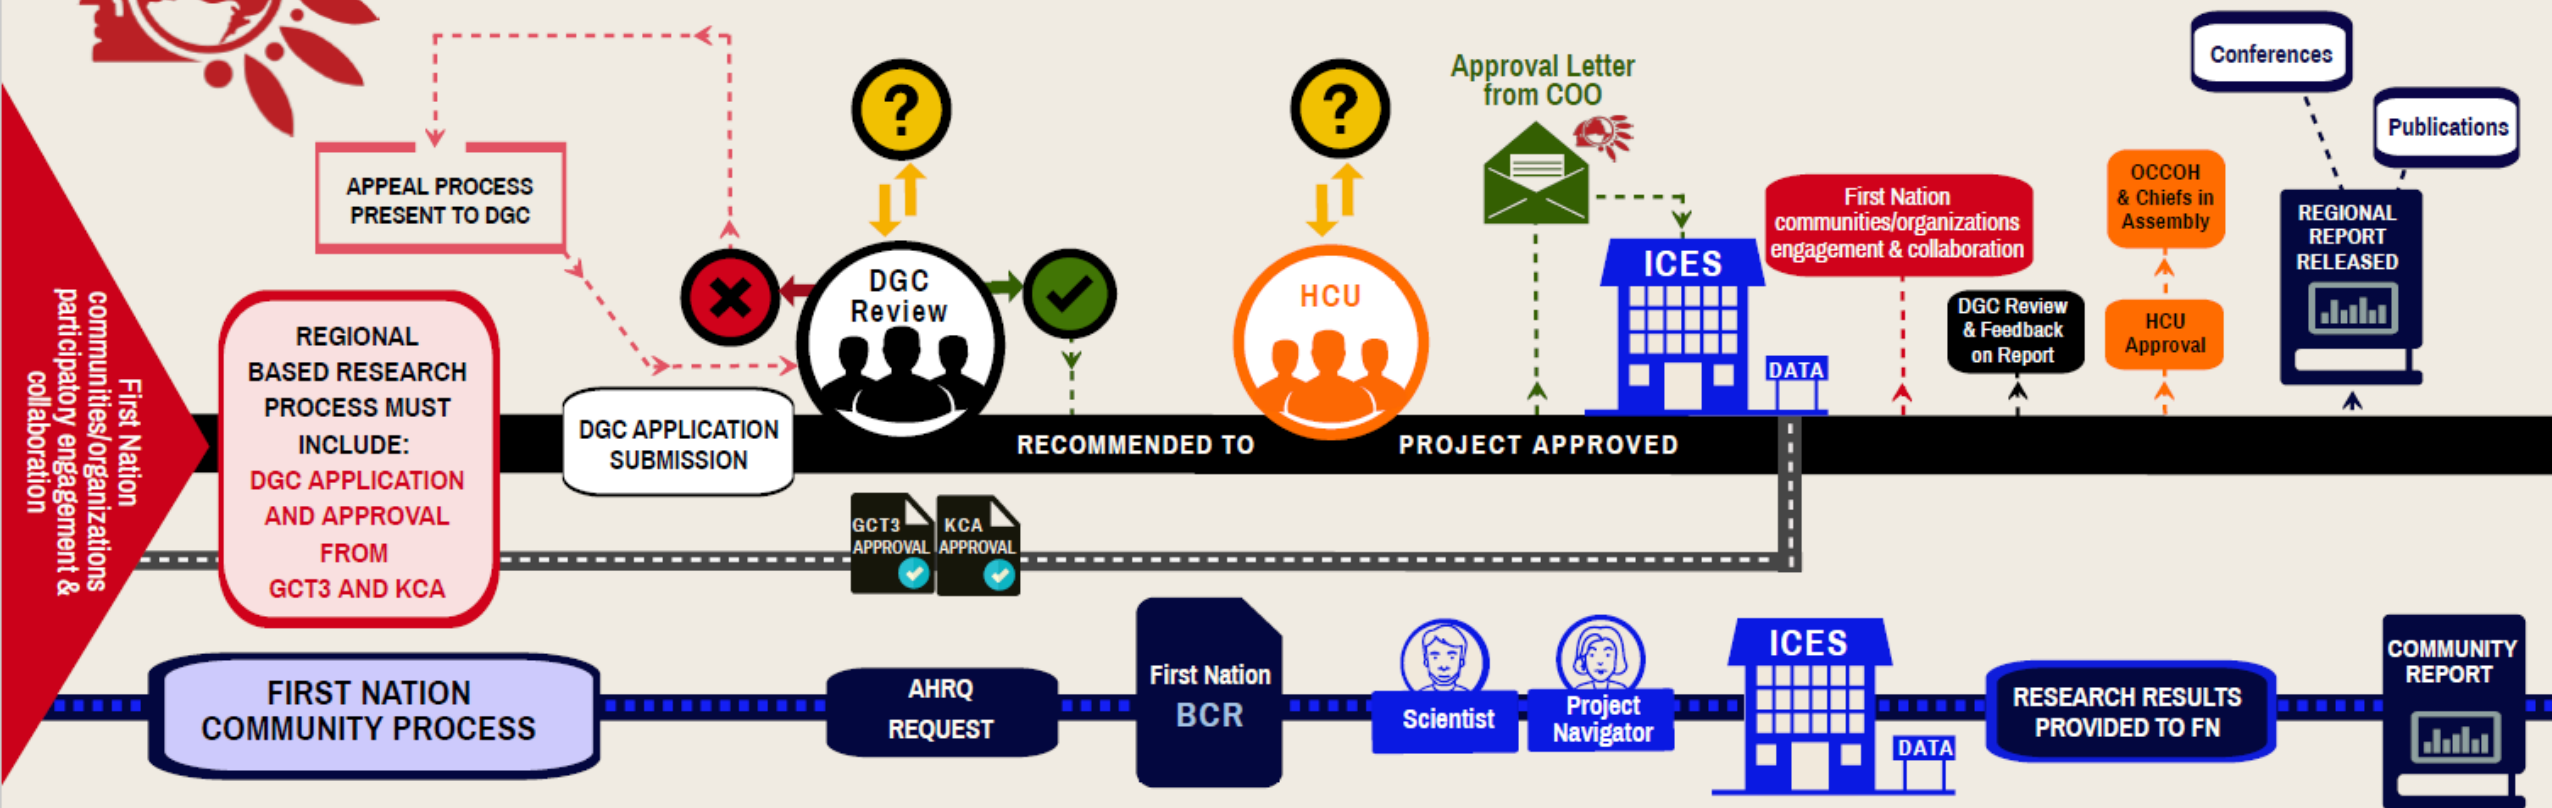 First Nation
communities/organizations
participatory engagement &
collaboration
APPEAL PROCESS
PRESENT TO DGC
REGIONAL
BASED RESEARCH
PROCESS MUST
INCLUDE:
DGC APPLICATION
AND APPROVAL
FROM
GCT3 AND KCA
DGC APPLICATION
SUBMISSION
?
DGC
Review
RECOMMENDED TO
?
HCU
PROJECT APPROVED
Approval Letter
from COO
ICES
DATA
First Nation
communities/organizations
engagement & collaboration
DGC Review
& Feedback
on Report
OCCOH
& Chiefs in
Assembly
HCU
Approval
Conferences
Publications
REGIONAL
REPORT
RELEASED
GCT3
APPROVAL
KCA
APPROVAL
FIRST NATION
COMMUNITY PROCESS
AHRQ
REQUEST
First Nation
BCR
Scientist
Project
Navigator
ICES
DATA
RESEARCH RESULTS
PROVIDED TO FN
COMMUNITY
REPORT